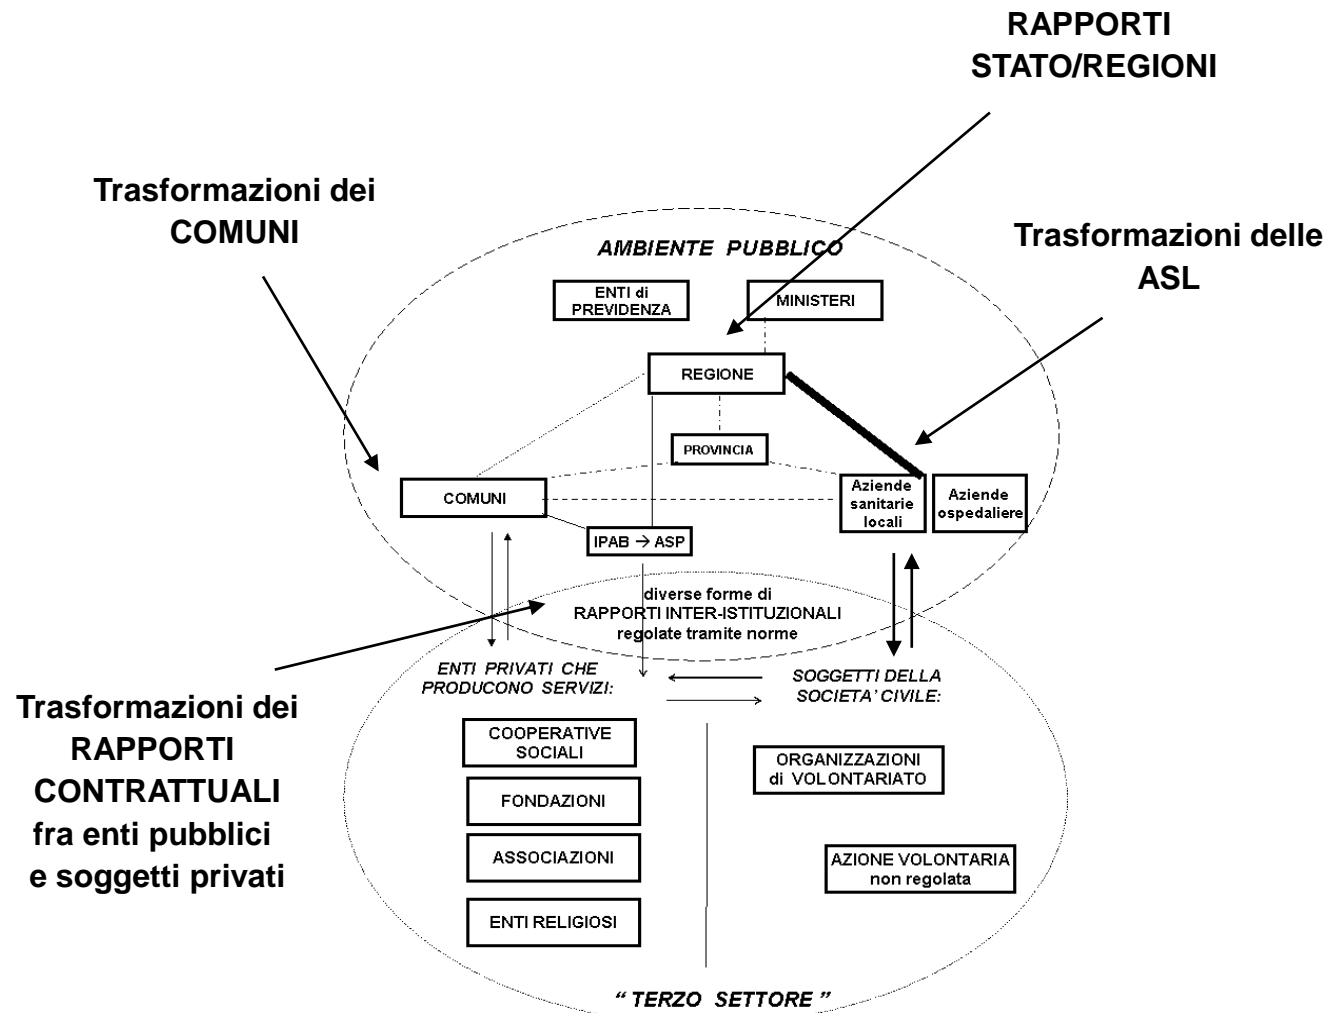 RAPPORTI
STATO/REGIONI
Trasformazioni dei
COMUNI
Trasformazioni delle
ASL
AMBIENTE PUBBLICO
ENTI di
PREVIDENZA
MINISTERI
REGIONE
PROVINCIA
COMUNI
Aziende
sanitarie
locali
Aziende
ospedaliere
IPAB → ASP
diverse forme di
RAPPORTI INTER-ISTITUZIONALI
regolate tramite norme
ENTI PRIVATI CHE
PRODUCONO SERVIZI:
SOGGETTI DELLA
SOCIETA' CIVILE:
Trasformazioni dei
RAPPORTI
CONTRATTUALI
fra enti pubblici
e soggetti privati
COOPERATIVE
SOCIALI
FONDAZIONI
ASSOCIAZIONI
ENTI RELIGIOSI
ORGANIZZAZIONI
di VOLONTARIATO
AZIONE VOLONTARIA
non regolata
“ TERZO SETTORE ”